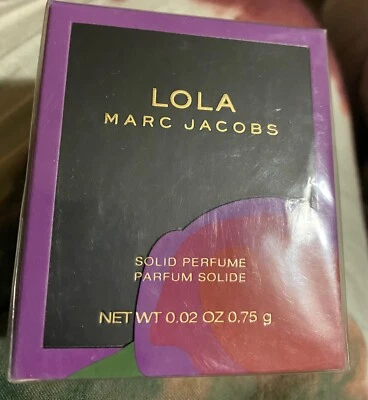 LOLA
MARC JACOBS
SOLID PERFUME
PARFUM SOLIDE
NET WT 0.02 OZ 0.75 g